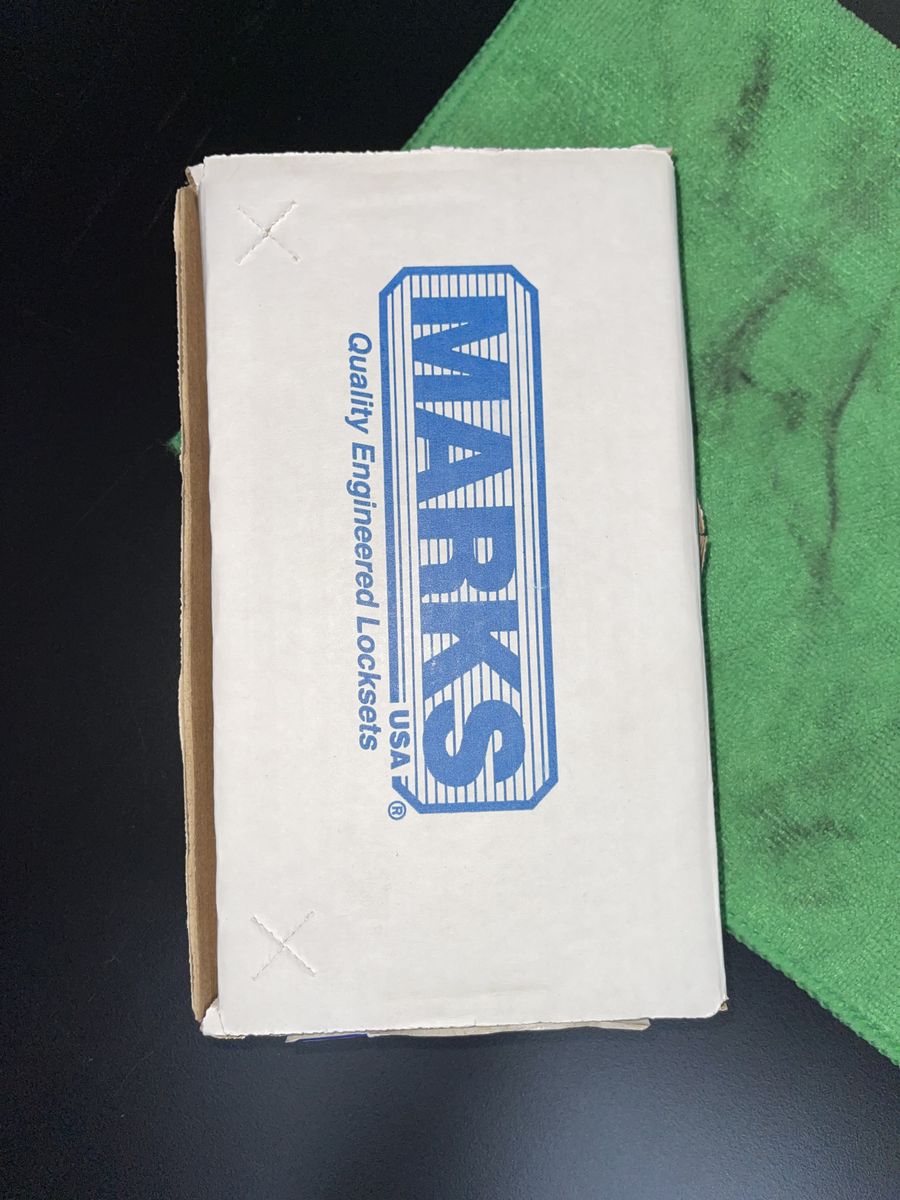 MARKS
USA®
Quality Engineered Locksets